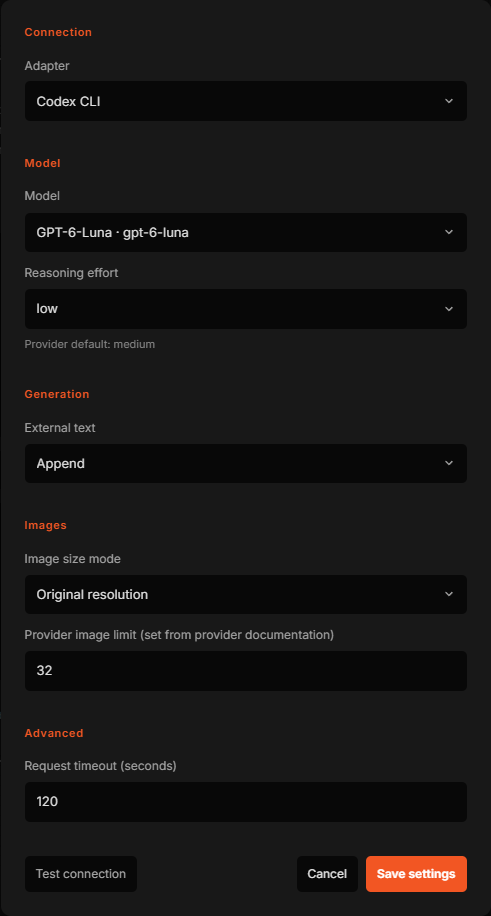 Connection
Adapter
Codex CLI
Model
Model
GPT-6-Luna · gpt-6-luna
Reasoning effort
low
Provider default: medium
Generation
External text
Append
Images
Image size mode
Original resolution
Provider image limit (set from provider documentation)
32
Advanced
Request timeout (seconds)
120
Test connection Cancel Save settings